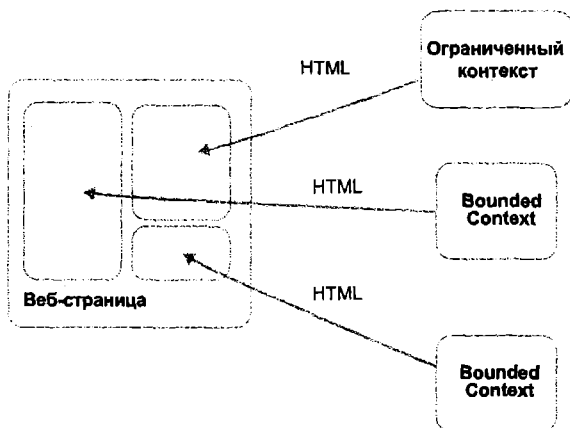 Ограниченный
контекст
HTML
HTML
Bounded
Context
HTML
Веб-страница
Bounded
Context